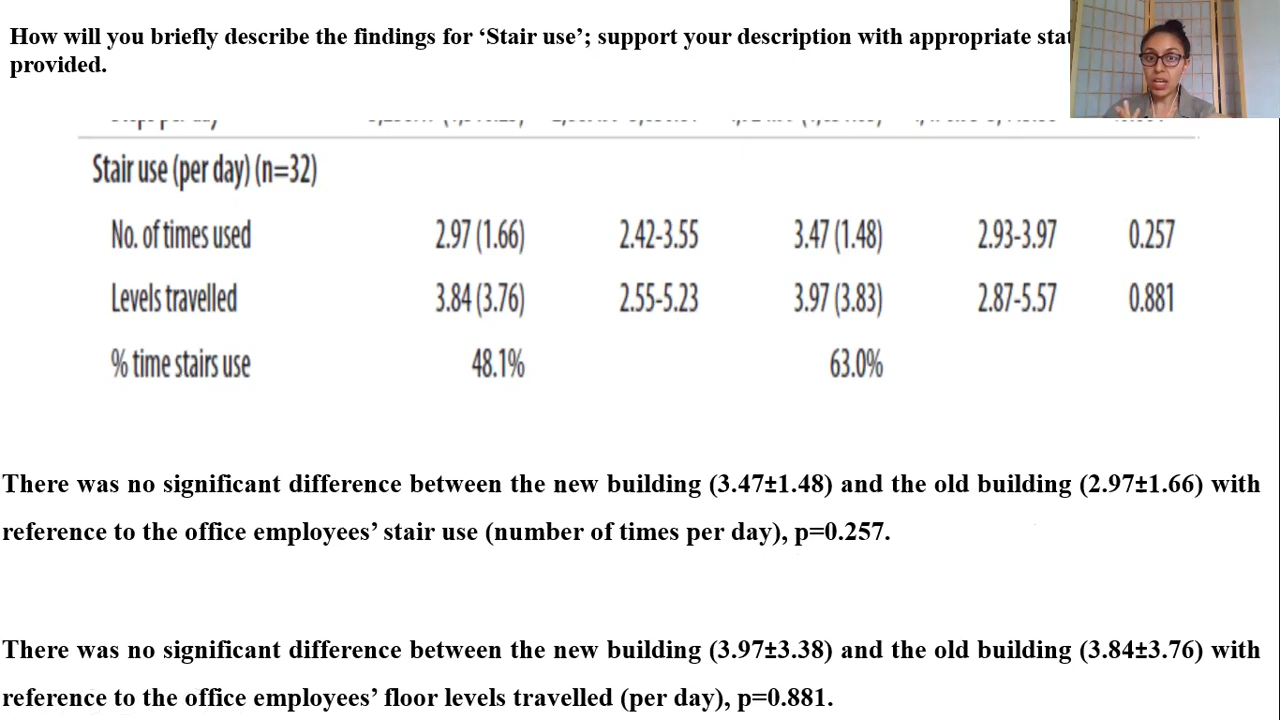 How will you briefly describe the findings for ‘Stair use’; support your description with appropriate
provided.
Stair use (per day) (n=32)
No. of times used 2.97 (1.66) 2.42-3.55 3.47 (1.48) 2.93-3.97 0.257
Levels travelled 3.84 (3.76) 2.55-5.23 3.97 (3.83) 2.87-5.57 0.881
% time stairs use 48.1% 63.0%
There was no significant difference between the new building (3.47±1.48) and the old building (2.97±1.66) with
reference to the office employees’ stair use (number of times per day), p=0.257.
There was no significant difference between the new building (3.97±3.38) and the old building (3.84±3.76) with
reference to the office employees’ floor levels travelled (per day), p=0.881.